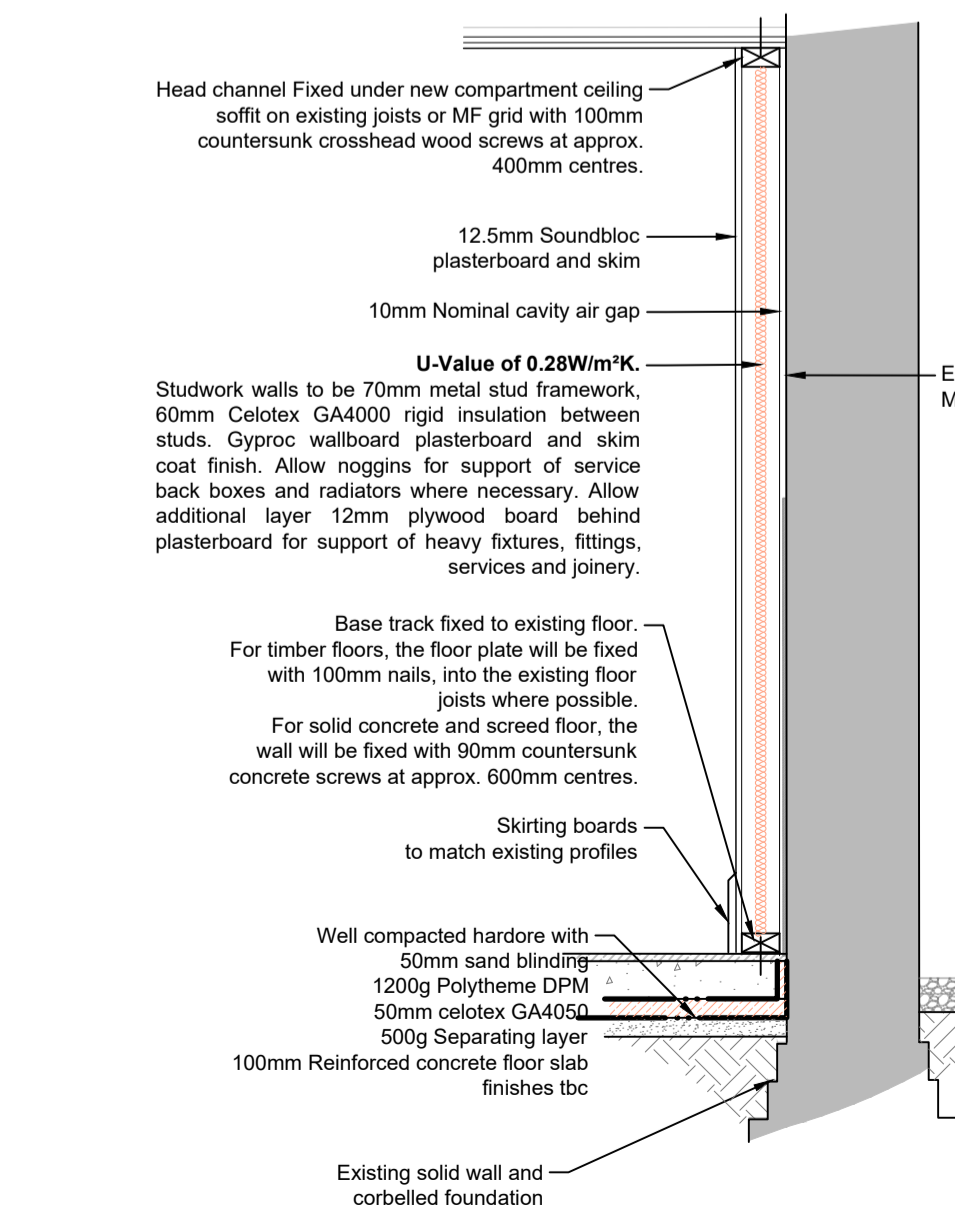 Head channel Fixed under new compartment ceiling
soffit on existing joists or MF grid with 100mm
countersunk crosshead wood screws at approx.
400mm centres.
12.5mm Soundbloc
plasterboard and skim
10mm Nominal cavity air gap
U-Value of 0.28W/m²K.
Studwork walls to be 70mm metal stud framework,
60mm Celotex GA4000 rigid insulation between
studs. Gyproc wallboard plasterboard and skim
coat finish. Allow noggins for support of service
back boxes and radiators where necessary. Allow
additional layer 12mm plywood board behind
plasterboard for support of heavy fixtures, fittings,
services and joinery.
E
M
Base track fixed to existing floor.
For timber floors, the floor plate will be fixed
with 100mm nails, into the existing floor
joists where possible.
For solid concrete and screed floor, the
wall will be fixed with 90mm countersunk
concrete screws at approx. 600mm centres.
Skirting boards
to match existing profiles
Well compacted hardore with
50mm sand blinding
1200g Polytheme DPM
50mm celotex GA4050
500g Separating layer
100mm Reinforced concrete floor slab
finishes tbc
Existing solid wall and
corbelled foundation